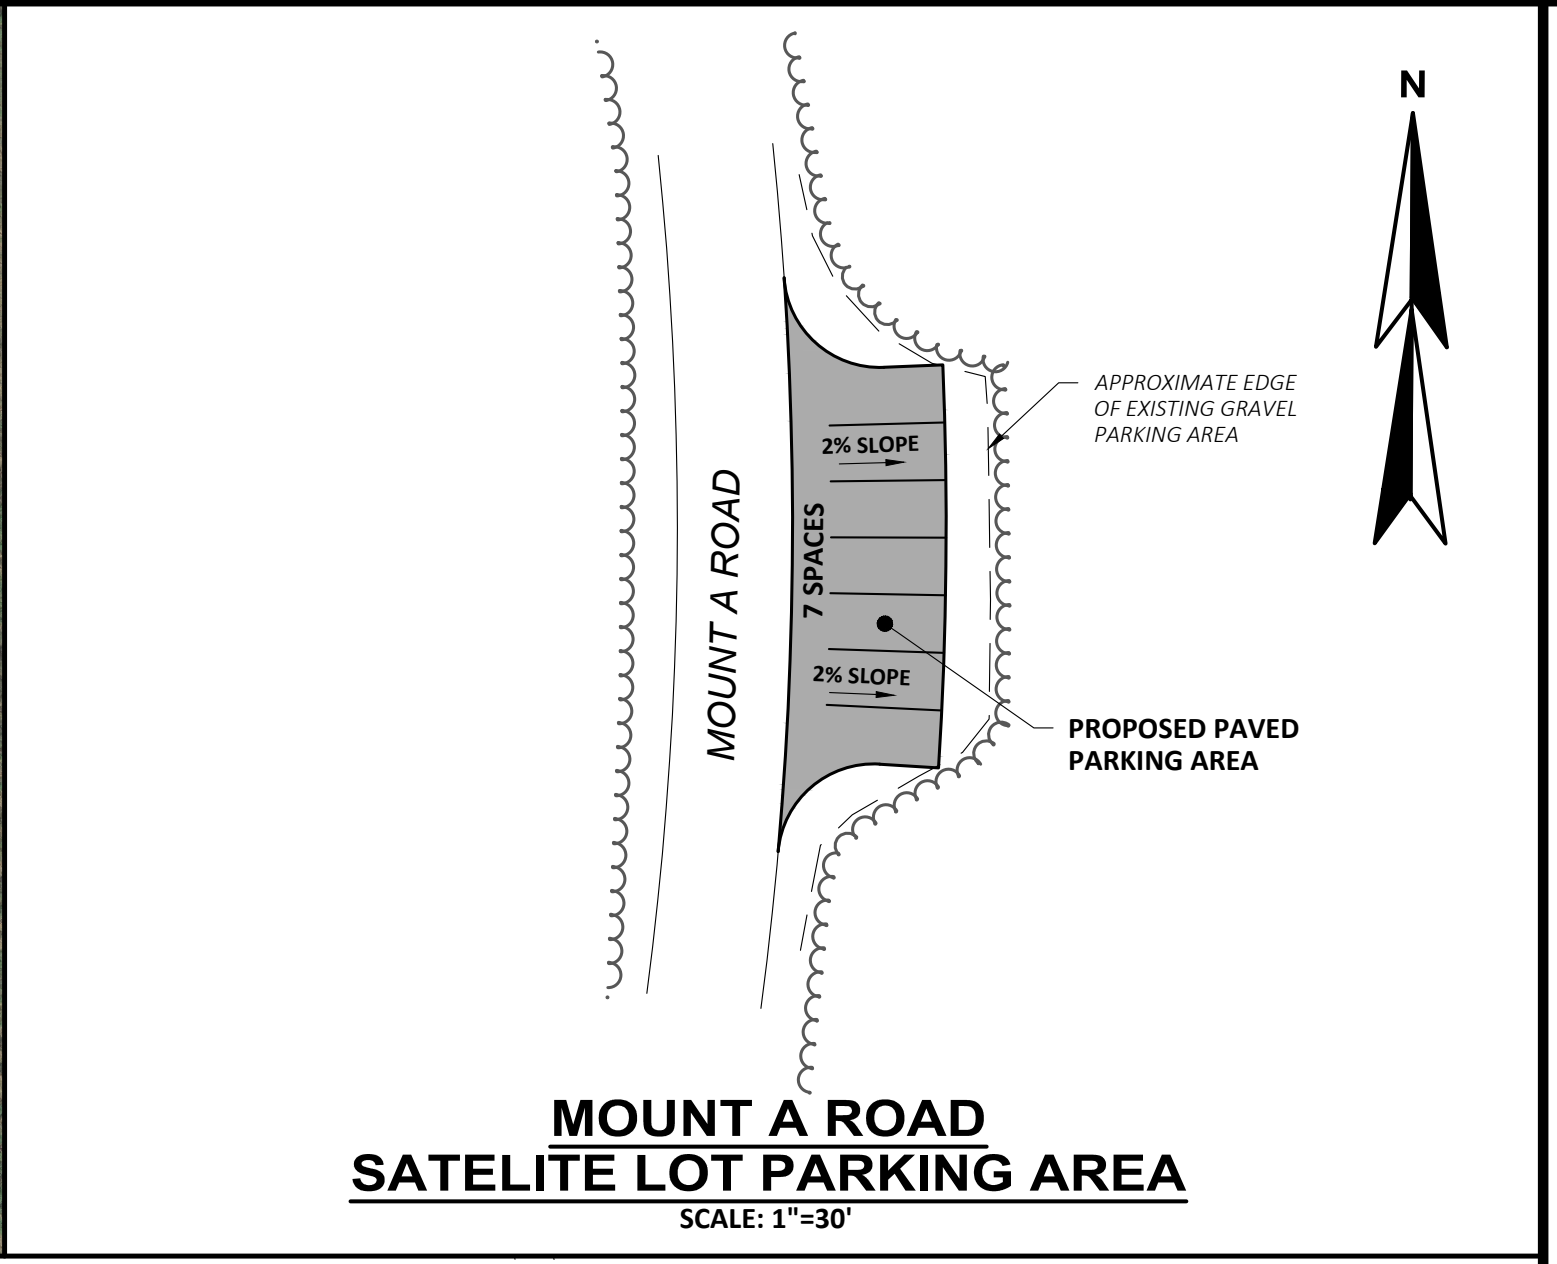 N
APPROXIMATE EDGE
OF EXISTING GRAVEL
PARKING AREA
2% SLOPE
MOUNT A ROAD
7 SPACES
2% SLOPE
PROPOSED PAVED
PARKING AREA
MOUNT A ROAD
SATELITE LOT PARKING AREA
SCALE: 1"=30'